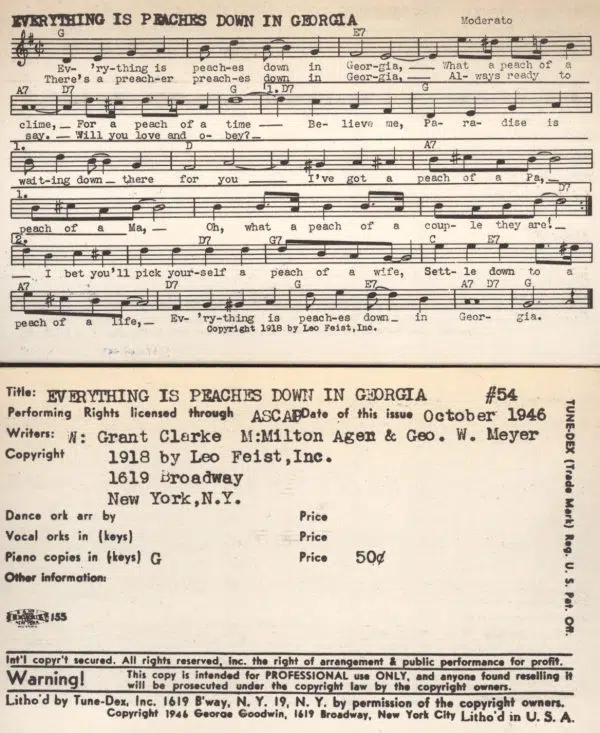 EVERYTHING IS PEACHES DOWN IN GEORGIA Moderato
G E7
Ev- 'ry-thing is peach-es down in Geor-gia,— What a peach of a
There's a preach-er preach-es down in Geor-gia,— Al- ways ready to
A7 D7 G 1. D7 G
clime,— For a peach of a time — Be- lieve me, Pa- ra- dise is
say.— Will you love and o- bey?—
1. D A7
wait-ing down— there for you — I've got a peach of a Pa,—
1. D7
peach of a Ma,— Oh, what a peach of a coup- le they are!—
2. D7 G7 C E7
— I bet you'll pick your-self a peach of a wife, Sett- le down to a
A7 D7 G E7 A7 D7 G
peach of a life,— Ev- 'ry-thing is peach-es down— in Geor- gia.
Copyright 1918 by Leo Feist,Inc.
Title: EVERYTHING IS PEACHES DOWN IN GEORGIA #54
Performing Rights licensed through ASCAP Date of this issue October 1946
Writers: W: Grant Clarke M:Milton Agen & Geo. W. Meyer
Copyright 1918 by Leo Feist,Inc.
1619 Broadway
New York,N.Y.
Dance ork arr by Price
Vocal orks in (keys) Price
Piano copies in (keys) G Price 50¢
Other information:
155
Int'l copyr't secured. All rights reserved, inc. the right of arrangement & public performance for profit.
Warning! This copy is intended for PROFESSIONAL use ONLY, and anyone found reselling it
will be prosecuted under the copyright law by the copyright owners.
Litho'd by Tune-Dex, Inc. 1619 B'way, N. Y. 19, N. Y. by permission of the copyright owners.
Copyright 1946 George Goodwin, 1619 Broadway, New York City Litho'd in U. S. A.
TUNE-DEX (Trade Mark) Reg. U. S. Pat. Off.